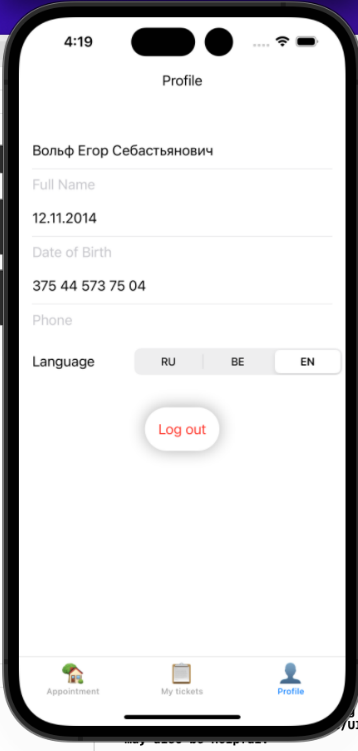 4:19
Profile
Вольф Егор Себастьянович
Full Name
12.11.2014
Date of Birth
375 44 573 75 04
Phone
Language RU BE EN
Log out
Appointment My tickets Profile